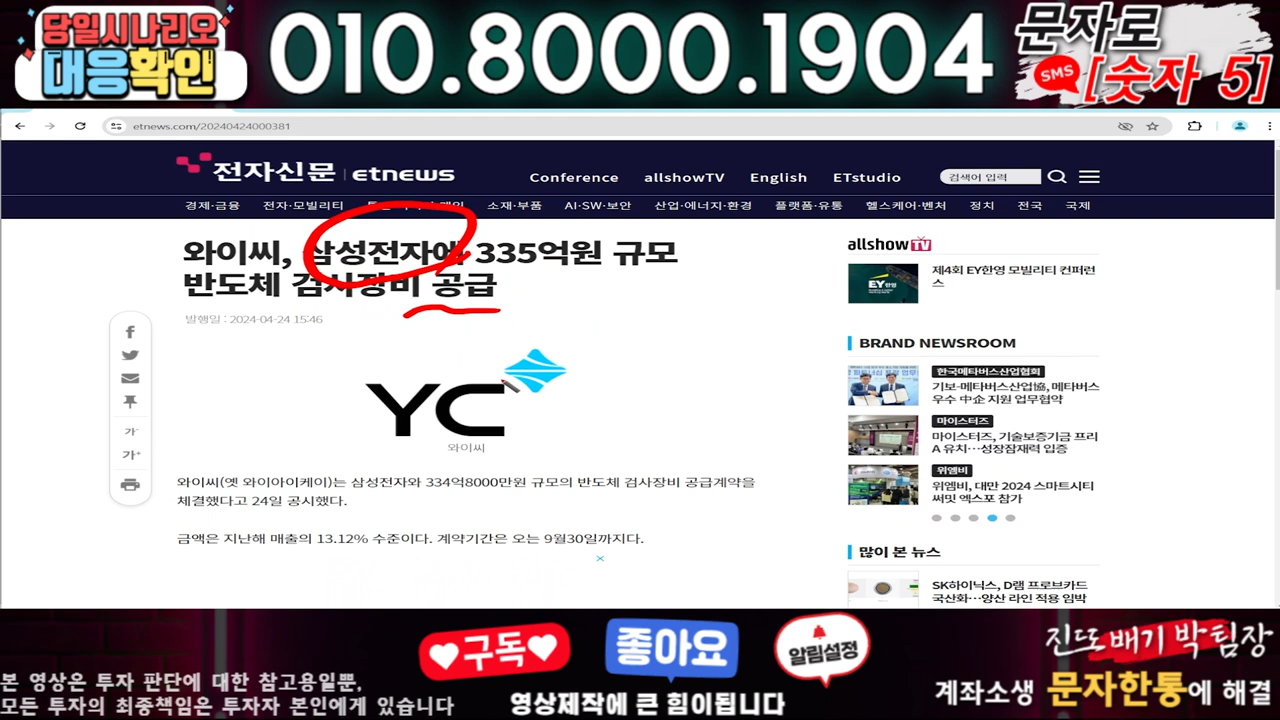 당일시나리오
대응확인
010.8000.1904
문자로
SMS [숫자 5]
etnews.com/20240424000381
전자신문 | etnews
Conference allshowTV English ETstudio
검색어 입력
경제·금융 전자·모빌리티 소재·부품 AI·SW·보안 산업·에너지·환경 플랫폼·유통 헬스케어·벤처 정치 전국 국제
와이씨, 삼성전자에 335억원 규모
반도체 검사장비 공급
발행일 : 2024-04-24 15:46
YC
와이씨
가-
가+
와이씨(옛 와이아이케이)는 삼성전자와 334억8000만원 규모의 반도체 검사장비 공급계약을
체결했다고 24일 공시했다.
금액은 지난해 매출의 13.12% 수준이다. 계약기간은 오는 9월30일까지다.
allshow TV
EY한영
제4회 EY한영 모빌리티 컨퍼런
스
BRAND NEWSROOM
한국메타버스산업협회
기보-메타버스산업協, 메타버스
우수 中企 지원 업무협약
마이스터즈
마이스터즈, 기술보증기금 프리
A 유치…성장잠재력 입증
위엠비
위엠비, 대만 2024 스마트시티
써밋 엑스포 참가
많이 본 뉴스
SK하이닉스, D램 프로브카드
국산화…양산 라인 적용 임박
구독
좋아요
알림설정
영상제작에 큰 힘이됩니다
본 영상은 투자 판단에 대한 참고용일뿐,
모든 투자의 최종책임은 투자자 본인에게 있습니다
진또배기 박팀장
계좌소생 문자한통에 해결